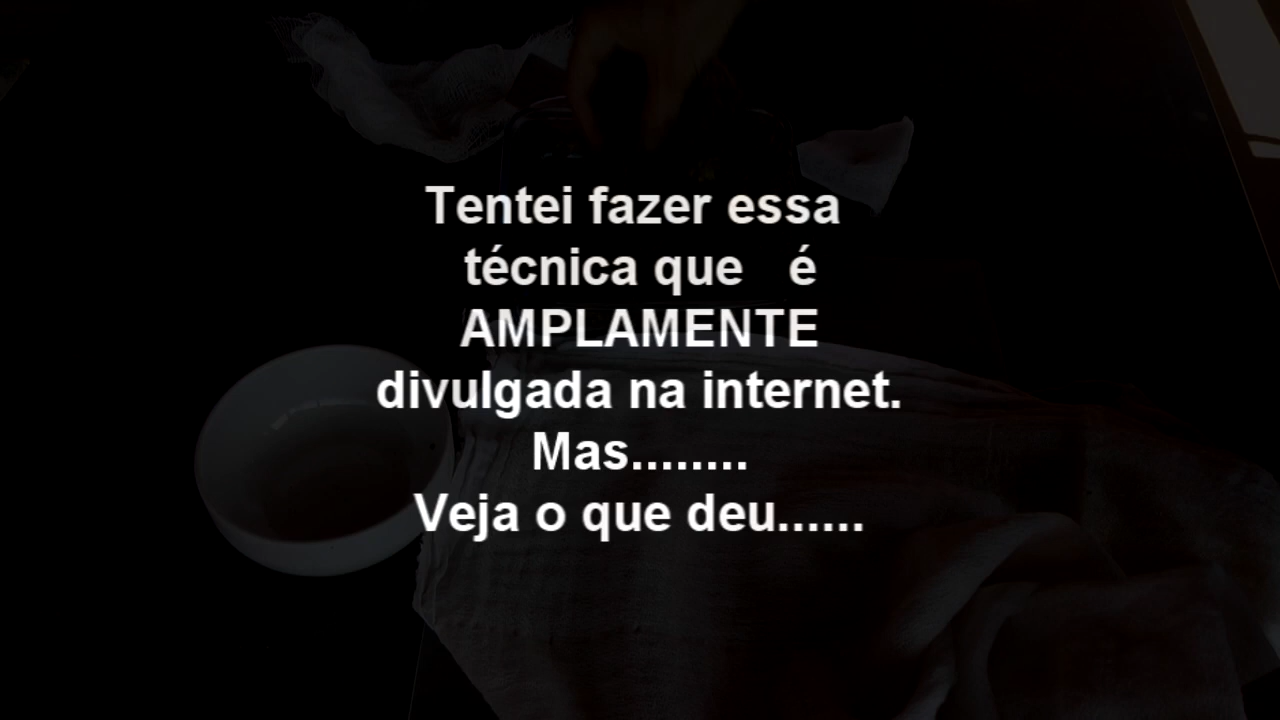 Tentei fazer essa
técnica que   é
AMPLAMENTE
divulgada na internet.
Mas........
Veja o que deu......